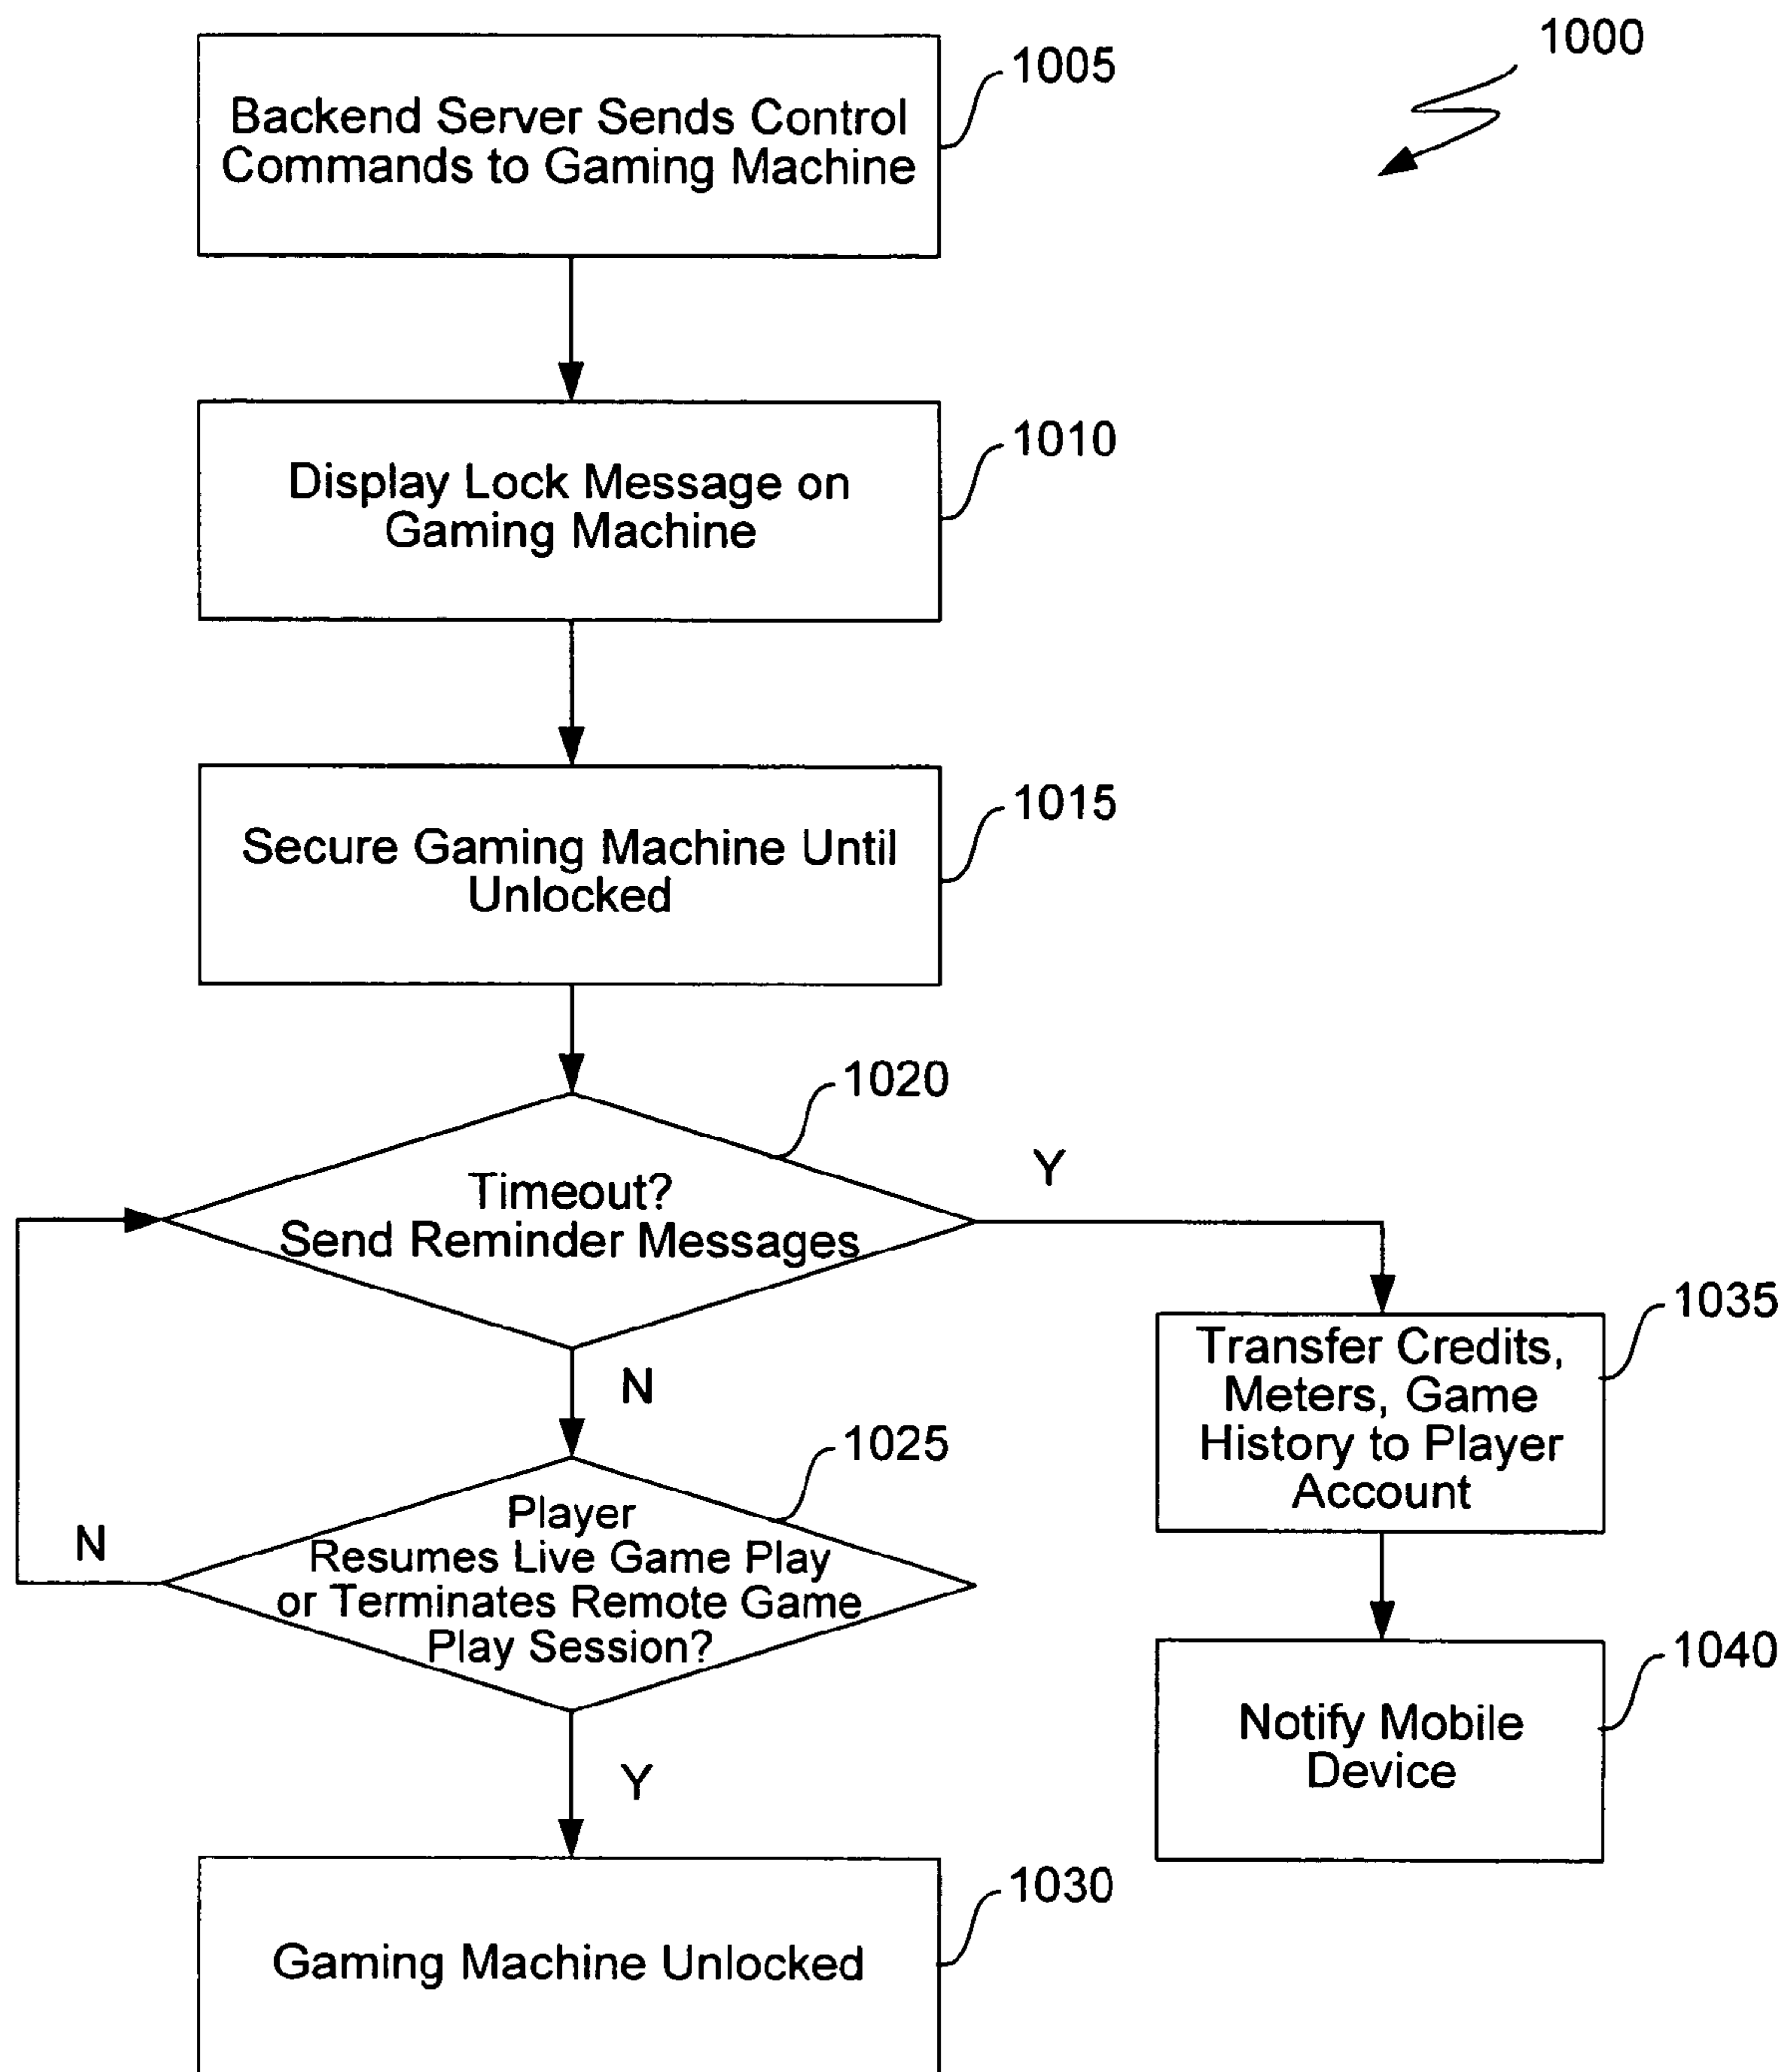 1000
1005
Backend Server Sends Control
Commands to Gaming Machine
1010
Display Lock Message on
Gaming Machine
1015
Secure Gaming Machine Until
Unlocked
1020
Timeout?
Send Reminder Messages
Y
N
1035
Transfer Credits,
Meters, Game
History to Player
Account
1025
Player
Resumes Live Game Play
or Terminates Remote Game
Play Session?
N
Y
1040
Notify Mobile
Device
1030
Gaming Machine Unlocked